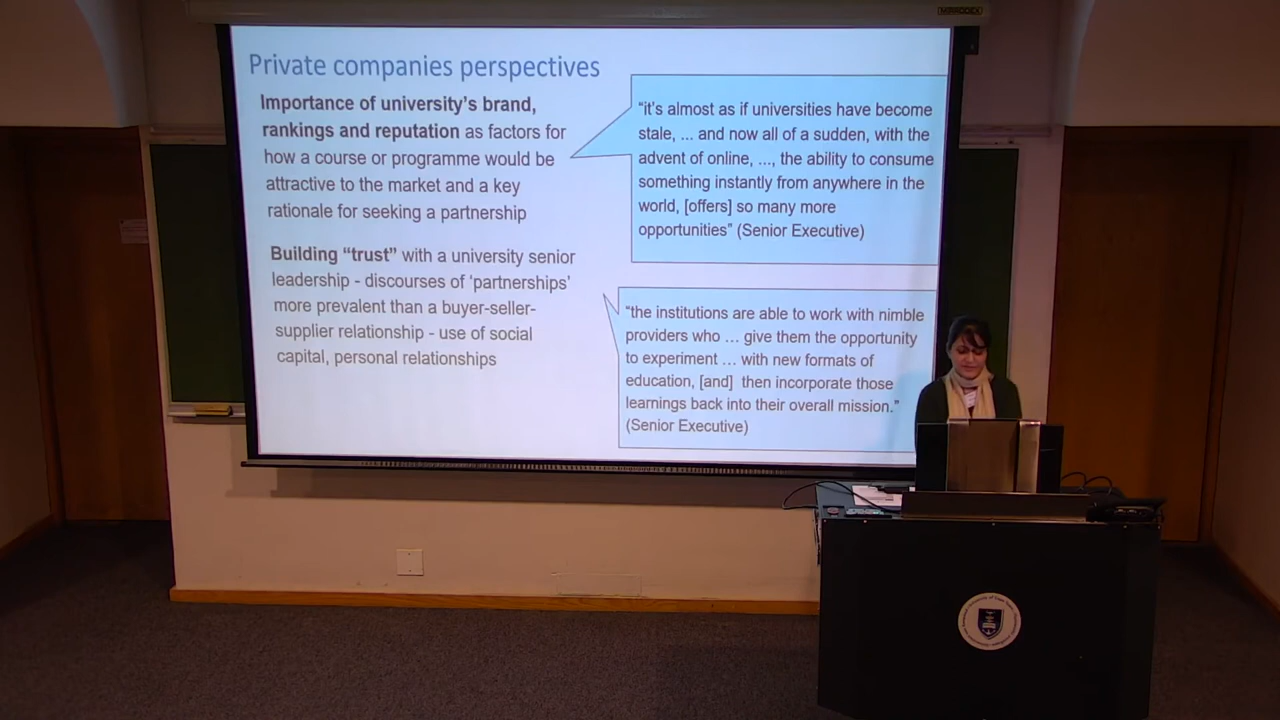 Private companies perspectives
Importance of university's brand,
rankings and reputation as factors for
how a course or programme would be
attractive to the market and a key
rationale for seeking a partnership
Building “trust” with a university senior
leadership - discourses of ‘partnerships’
more prevalent than a buyer-seller-
supplier relationship - use of social
capital, personal relationships
“it's almost as if universities have become
stale, ... and now all of a sudden, with the
advent of online, ..., the ability to consume
something instantly from anywhere in the
world, [offers] so many more
opportunities” (Senior Executive)
“the institutions are able to work with nimble
providers who ... give them the opportunity
to experiment ... with new formats of
education, [and] then incorporate those
learnings back into their overall mission.”
(Senior Executive)